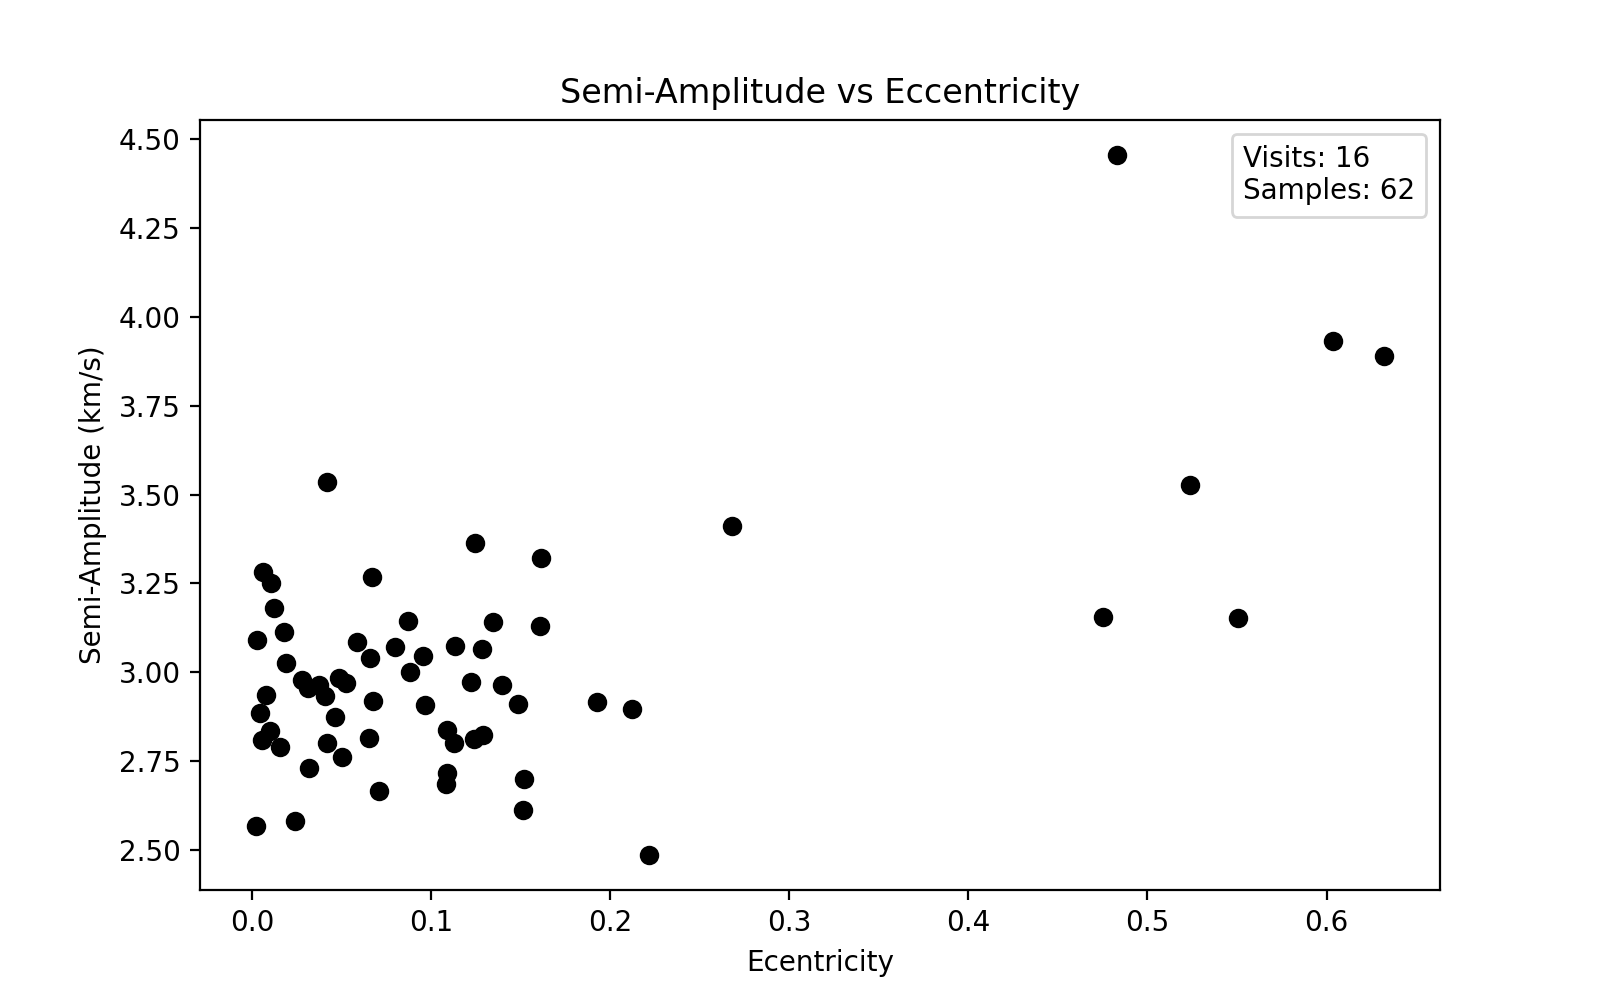 Semi-Amplitude vs Eccentricity
Visits: 16
Samples: 62
Semi-Amplitude (km/s)
4.50
4.25
4.00
3.75
3.50
3.25
3.00
2.75
2.50
0.0 0.1 0.2 0.3 0.4 0.5 0.6
Ecentricity